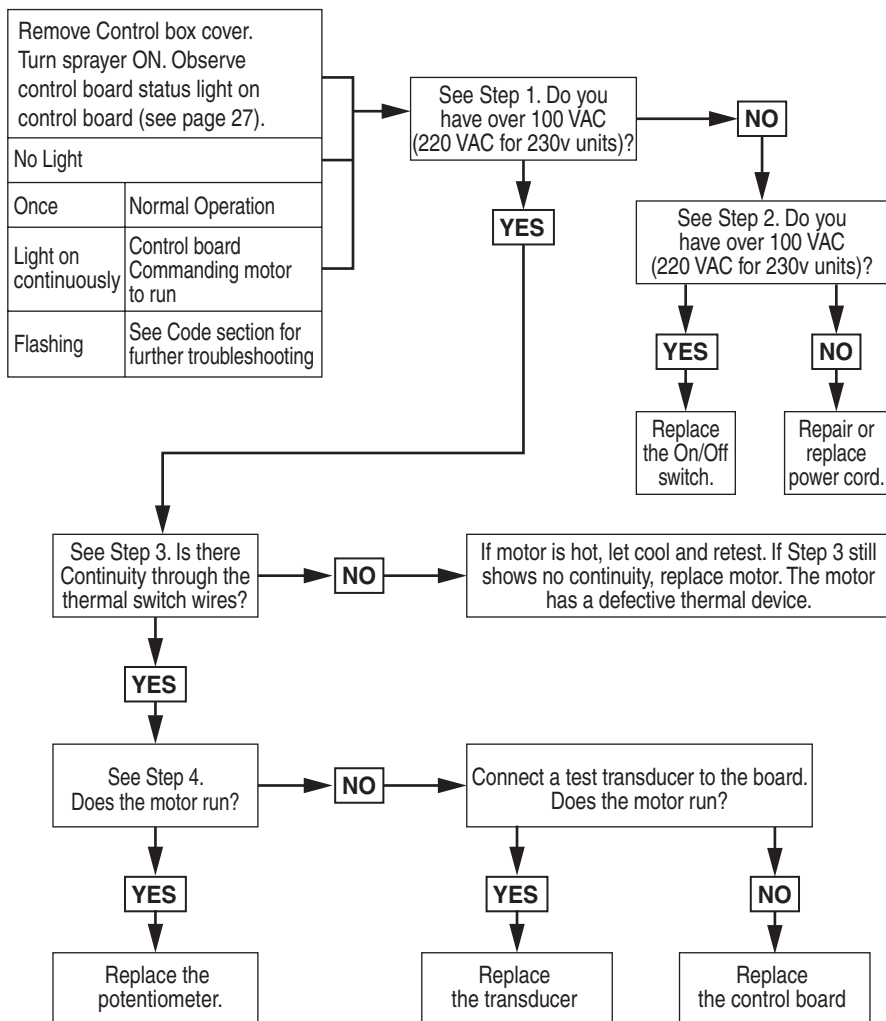 Remove Control box cover.
Turn sprayer ON. Observe
control board status light on
control board (see page 27).
No Light
Once
Normal Operation
Light on
continuously
Control board
Commanding motor
to run
Flashing
See Code section for
further troubleshooting
See Step 1. Do you
have over 100 VAC
(220 VAC for 230v units)?
NO
YES
See Step 2. Do you
have over 100 VAC
(220 VAC for 230v units)?
YES
NO
Replace
the On/Off
switch.
Repair or
replace
power cord.
See Step 3. Is there
Continuity through the
thermal switch wires?
NO
If motor is hot, let cool and retest. If Step 3 still
shows no continuity, replace motor. The motor
has a defective thermal device.
YES
See Step 4.
Does the motor run?
NO
Connect a test transducer to the board.
Does the motor run?
YES
YES
NO
Replace the
potentiometer.
Replace
the transducer
Replace
the control board